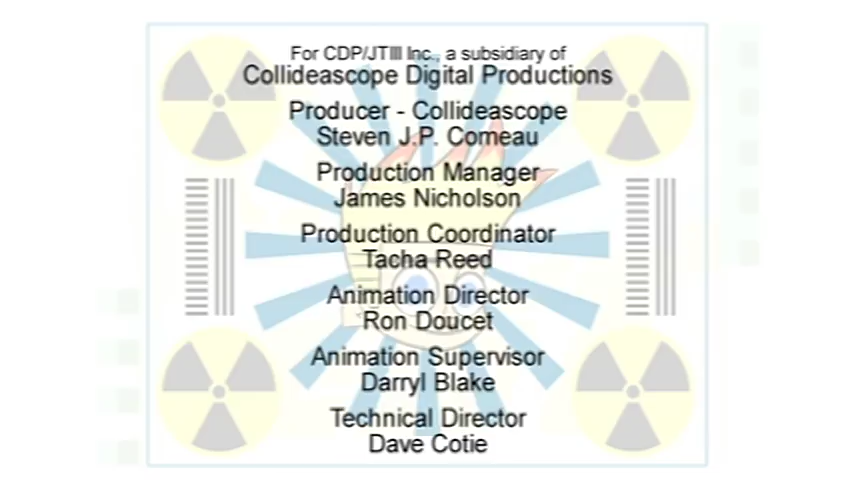 For CDP/JTIII Inc., a subsidiary of
Collideascope Digital Productions
Producer - Collideascope
Steven J.P. Comeau
Production Manager
James Nicholson
Production Coordinator
Tacha Reed
Animation Director
Ron Doucet
Animation Supervisor
Darryl Blake
Technical Director
Dave Cotie